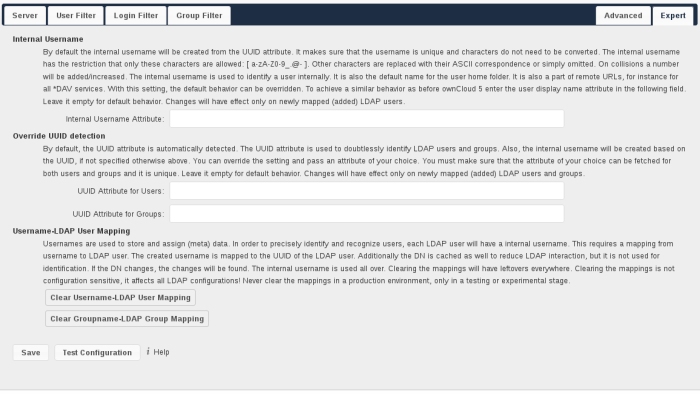 Server User Filter Login Filter Group Filter Advanced Expert
Internal Username
By default the internal username will be created from the UUID attribute. It makes sure that the username is unique and characters do not need to be converted. The internal username
has the restriction that only these characters are allowed: [ a-zA-Z0-9_.@- ]. Other characters are replaced with their ASCII correspondence or simply omitted. On collisions a number
will be added/increased. The internal username is used to identify a user internally. It is also the default name for the user home folder. It is also a part of remote URLs, for instance for
all *DAV services. With this setting, the default behavior can be overridden. To achieve a similar behavior as before ownCloud 5 enter the user display name attribute in the following field.
Leave it empty for default behavior. Changes will have effect only on newly mapped (added) LDAP users.
Internal Username Attribute:
Override UUID detection
By default, the UUID attribute is automatically detected. The UUID attribute is used to doubtlessly identify LDAP users and groups. Also, the internal username will be created based on
the UUID, if not specified otherwise above. You can override the setting and pass an attribute of your choice. You must make sure that the attribute of your choice can be fetched for
both users and groups and it is unique. Leave it empty for default behavior. Changes will have effect only on newly mapped (added) LDAP users and groups.
UUID Attribute for Users:
UUID Attribute for Groups:
Username-LDAP User Mapping
Usernames are used to store and assign (meta) data. In order to precisely identify and recognize users, each LDAP user will have a internal username. This requires a mapping from
username to LDAP user. The created username is mapped to the UUID of the LDAP user. Additionally the DN is cached as well to reduce LDAP interaction, but it is not used for
identification. If the DN changes, the changes will be found. The internal username is used all over. Clearing the mappings will have leftovers everywhere. Clearing the mappings is not
configuration sensitive, it affects all LDAP configurations! Never clear the mappings in a production environment, only in a testing or experimental stage.
Clear Username-LDAP User Mapping
Clear Groupname-LDAP Group Mapping
Save Test Configuration i Help